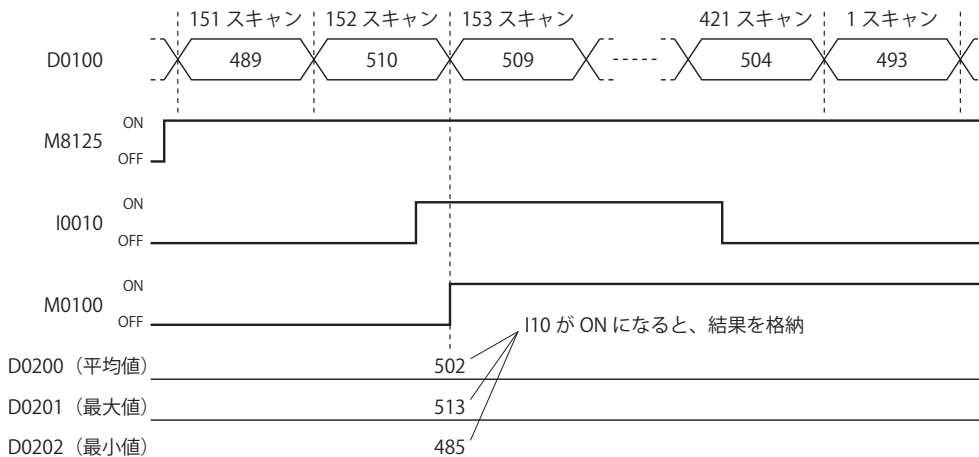 151 スキャン 152 スキャン 153 スキャン 421 スキャン 1 スキャン
D0100 489 510 509 504 493
ON
M8125
OFF
ON
I0010
OFF
ON
M0100
OFF
I10 が ON になると、結果を格納
D0200（平均値） 502
D0201（最大値） 513
D0202（最小値） 485